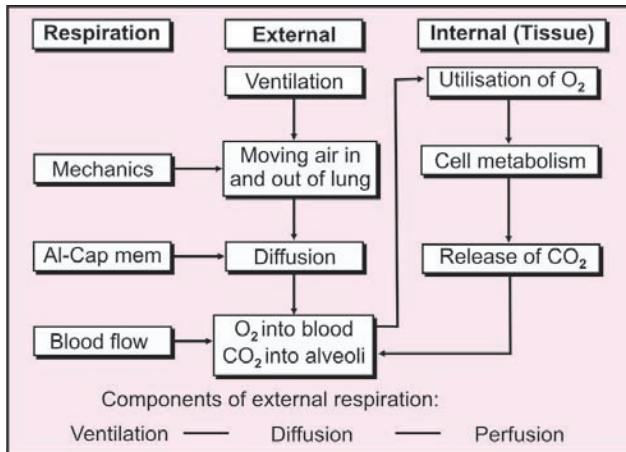 Respiration
External
Internal (Tissue)
Ventilation
Utilisation of O₂
Mechanics
Moving air in
and out of lung
Cell metabolism
Al-Cap mem
Diffusion
Release of CO₂
Blood flow
O₂ into blood
CO₂ into alveoli
Components of external respiration:
Ventilation — Diffusion — Perfusion